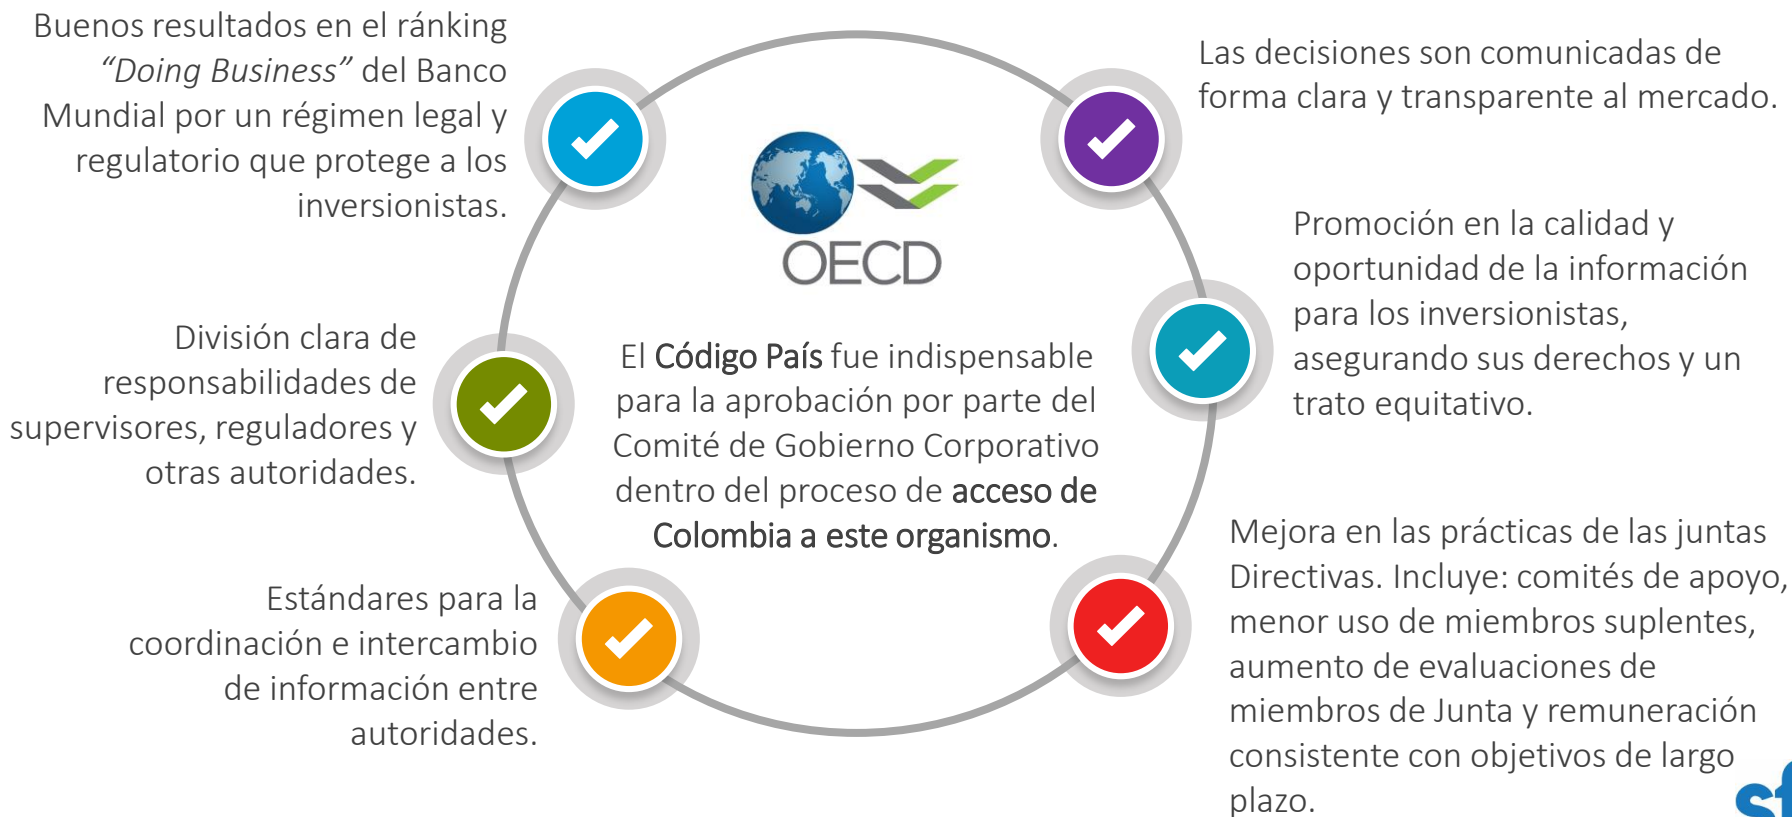 Buenos resultados en el ránking
“Doing Business” del Banco
Mundial por un régimen legal y
regulatorio que protege a los
inversionistas.
División clara de
responsabilidades de
supervisores, reguladores y
otras autoridades.
Estándares para la
coordinación e intercambio
de información entre
autoridades.
OECD
El Código País fue indispensable
para la aprobación por parte del
Comité de Gobierno Corporativo
dentro del proceso de acceso de
Colombia a este organismo.
Las decisiones son comunicadas de
forma clara y transparente al mercado.
Promoción en la calidad y
oportunidad de la información
para los inversionistas,
asegurando sus derechos y un
trato equitativo.
Mejora en las prácticas de las juntas
Directivas. Incluye: comités de apoyo,
menor uso de miembros suplentes,
aumento de evaluaciones de
miembros de Junta y remuneración
consistente con objetivos de largo
plazo.